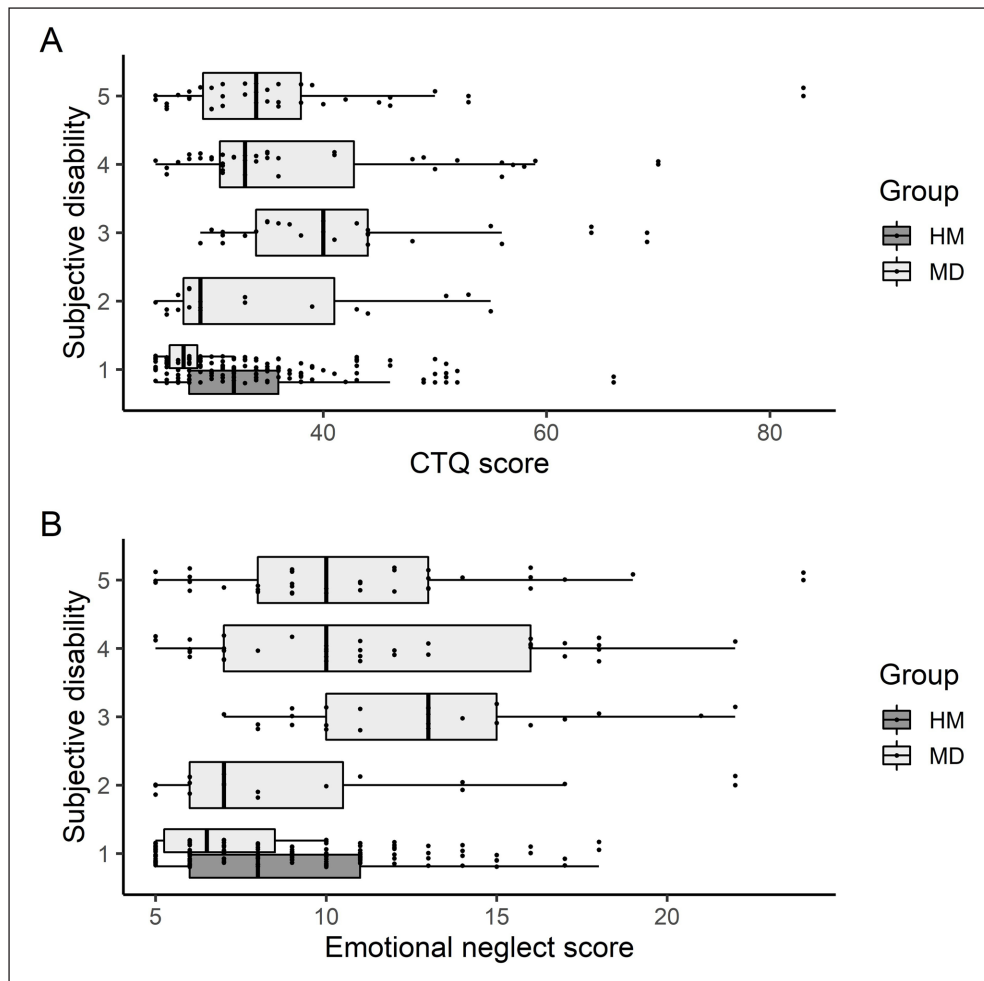 A
Subjective disability
5
4
3
2
1
40 60 80
CTQ score
Group
HM
MD
B
Subjective disability
5
4
3
2
1
5 10 15 20
Emotional neglect score
Group
HM
MD